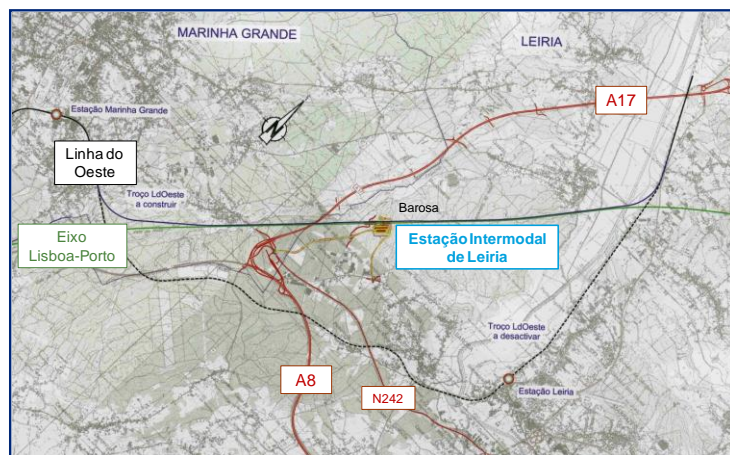 MARINHA GRANDE
LEIRIA
A17
Estação Marinha Grande
N
Linha do
Oeste
Troço LdOeste
a construir
Barosa
Eixo
Lisboa-Porto
Estação Intermodal
de Leiria
Troço LdOeste
a desactivar
A8
N242
Estação Leiria